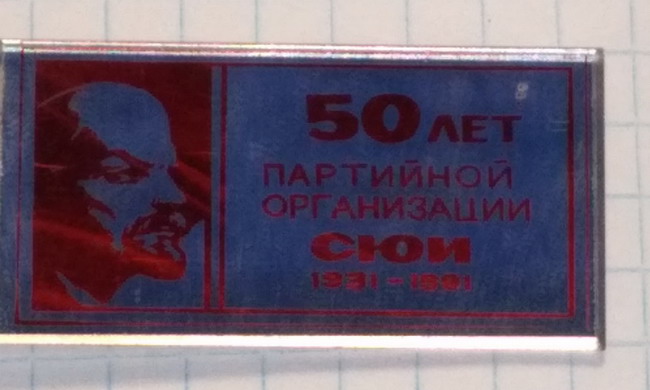 50 ЛЕТ
ПАРТИЙНОЙ
ОРГАНИЗАЦИИ
СЮИ
1931-1981